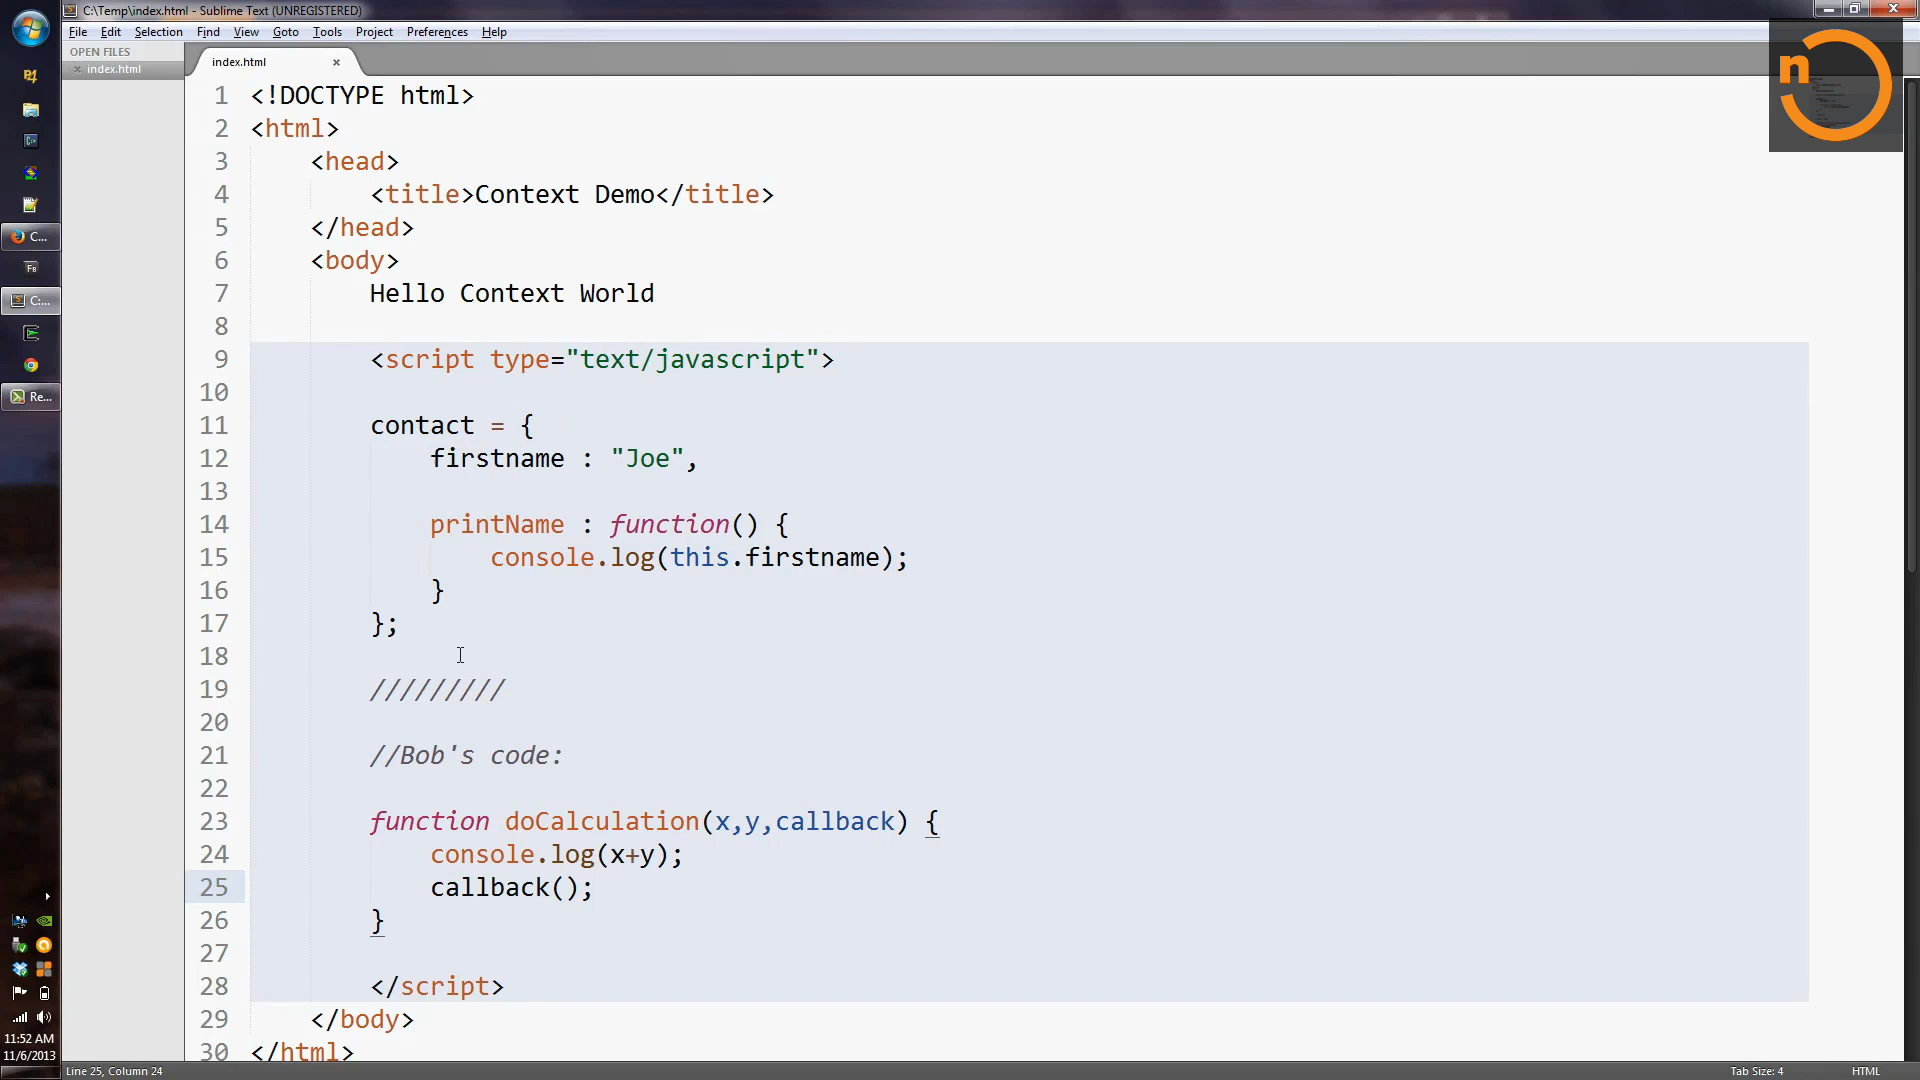 C:\Temp\index.html - Sublime Text (UNREGISTERED)
File Edit Selection Find View Goto Tools Project Preferences Help
OPEN FILES
index.html
index.html
n
1 <!DOCTYPE html>
2 <html>
3 <head>
4 <title>Context Demo</title>
5 </head>
6 <body>
7 Hello Context World
8
9 <script type="text/javascript">
10
11 contact = {
12 firstname : "Joe",
13
14 printName : function() {
15 console.log(this.firstname);
16 }
17 };
18
19 /////////
20
21 //Bob's code:
22
23 function doCalculation(x,y,callback) {
24 console.log(x+y);
25 callback();
26 }
27
28 </script>
29 </body>
30 </html>
C...
FB
C:...
Re...
11:52 AM
11/6/2013
Line 25, Column 24
Tab Size: 4
HTML